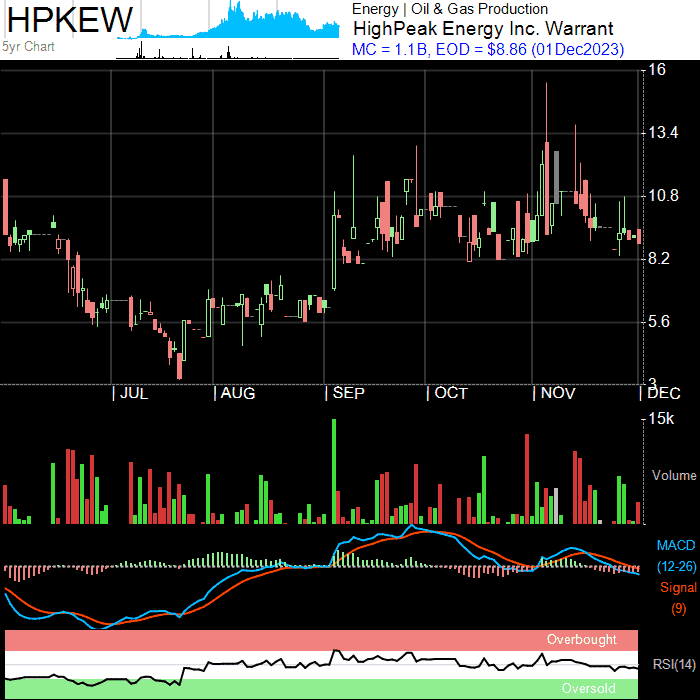 HPKEW
5yr Chart
Energy | Oil & Gas Production
HighPeak Energy Inc. Warrant
MC = 1.1B, EOD = $8.86 (01Dec2023)
16
13.4
10.8
8.2
5.6
3
JUL
AUG
SEP
OCT
NOV
DEC
15k
Volume
MACD
(12-26)
Signal
(9)
Overbought
RSI(14)
Oversold